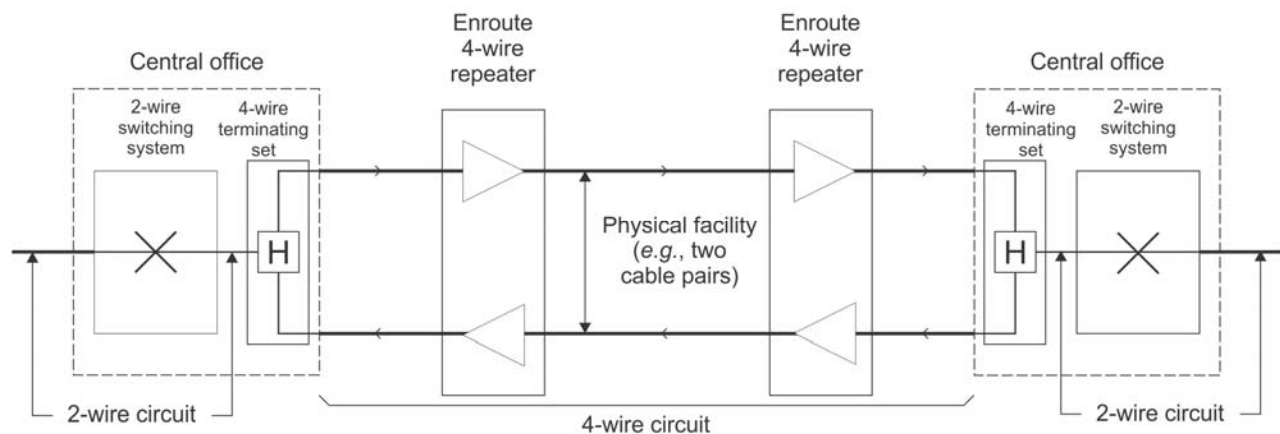 Central office
2-wire
switching
system
4-wire
terminating
set
H
Enroute
4-wire
repeater
Physical facility
(e.g., two
cable pairs)
Enroute
4-wire
repeater
Central office
4-wire
terminating
set
H
2-wire
switching
system
2-wire circuit
4-wire circuit
2-wire circuit